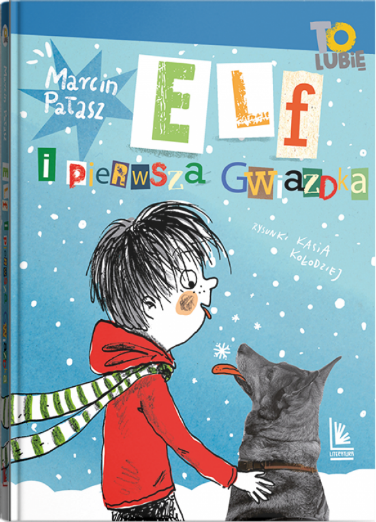 TO
LUBIĘ
Marcin
Pałasz
ELf
i pierwsza Gwiazdka
rysunki Kasia
Kołodziej
LITERATURA